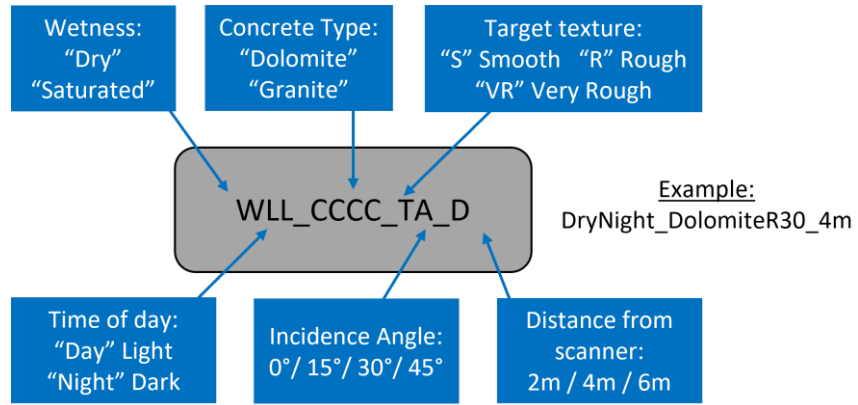 Wetness:
“Dry”
“Saturated”
Concrete Type:
“Dolomite”
“Granite”
Target texture:
“S” Smooth “R” Rough
“VR” Very Rough
WLL_CCCC_TA_D
Example:
DryNight_DolomiteR30_4m
Time of day:
“Day” Light
“Night” Dark
Incidence Angle:
0°/ 15°/ 30°/ 45°
Distance from
scanner:
2m / 4m / 6m